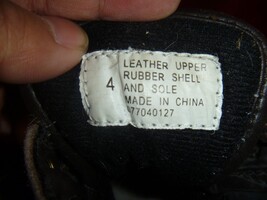 LEATHER UPPER
RUBBER SHELL
4 AND SOLE
MADE IN CHINA
77040127